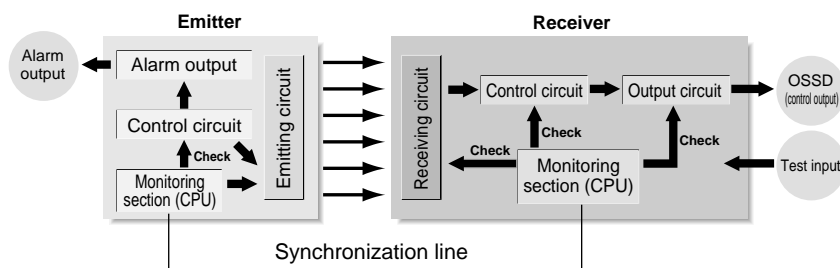 Emitter
Receiver
Alarm
output
Alarm output
Control circuit
Check
Monitoring
section (CPU)
Emitting circuit
Receiving circuit
Control circuit
Output circuit
Check
Check
Check
Monitoring
section (CPU)
OSSD
(control output)
Test input
Synchronization line